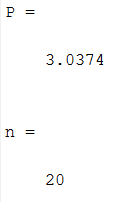 P =
3.0374
n =
20